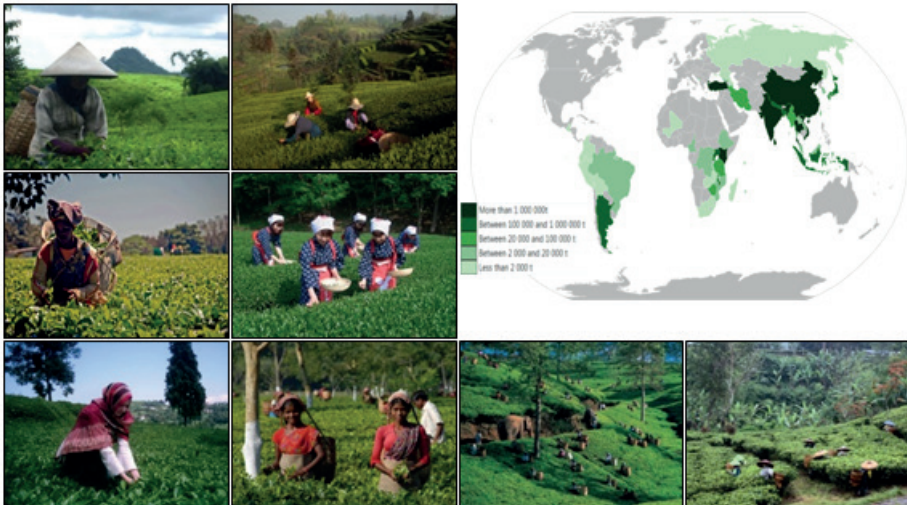 More than 1 000 000t
Between 100 000 and 1 000 000 t
Between 20 000 and 100 000 t
Between 2 000 and 20 000 t
Less than 2 000 t